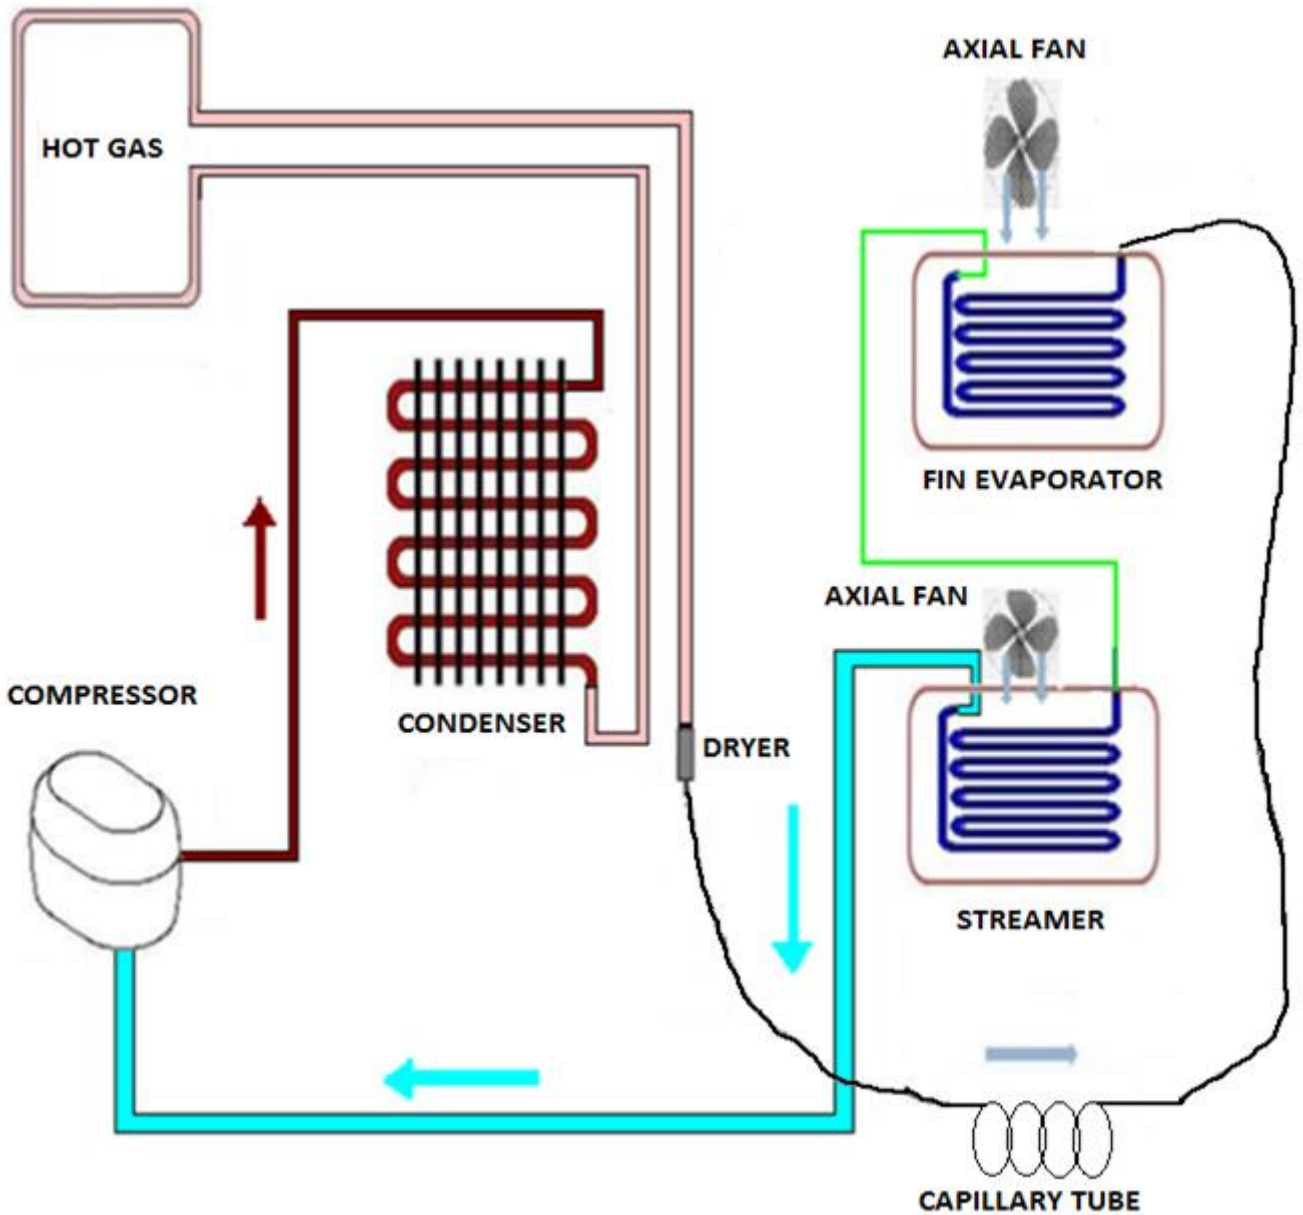 AXIAL FAN
HOT GAS
FIN EVAPORATOR
AXIAL FAN
COMPRESSOR
CONDENSER
DRYER
STREAMER
CAPILLARY TUBE